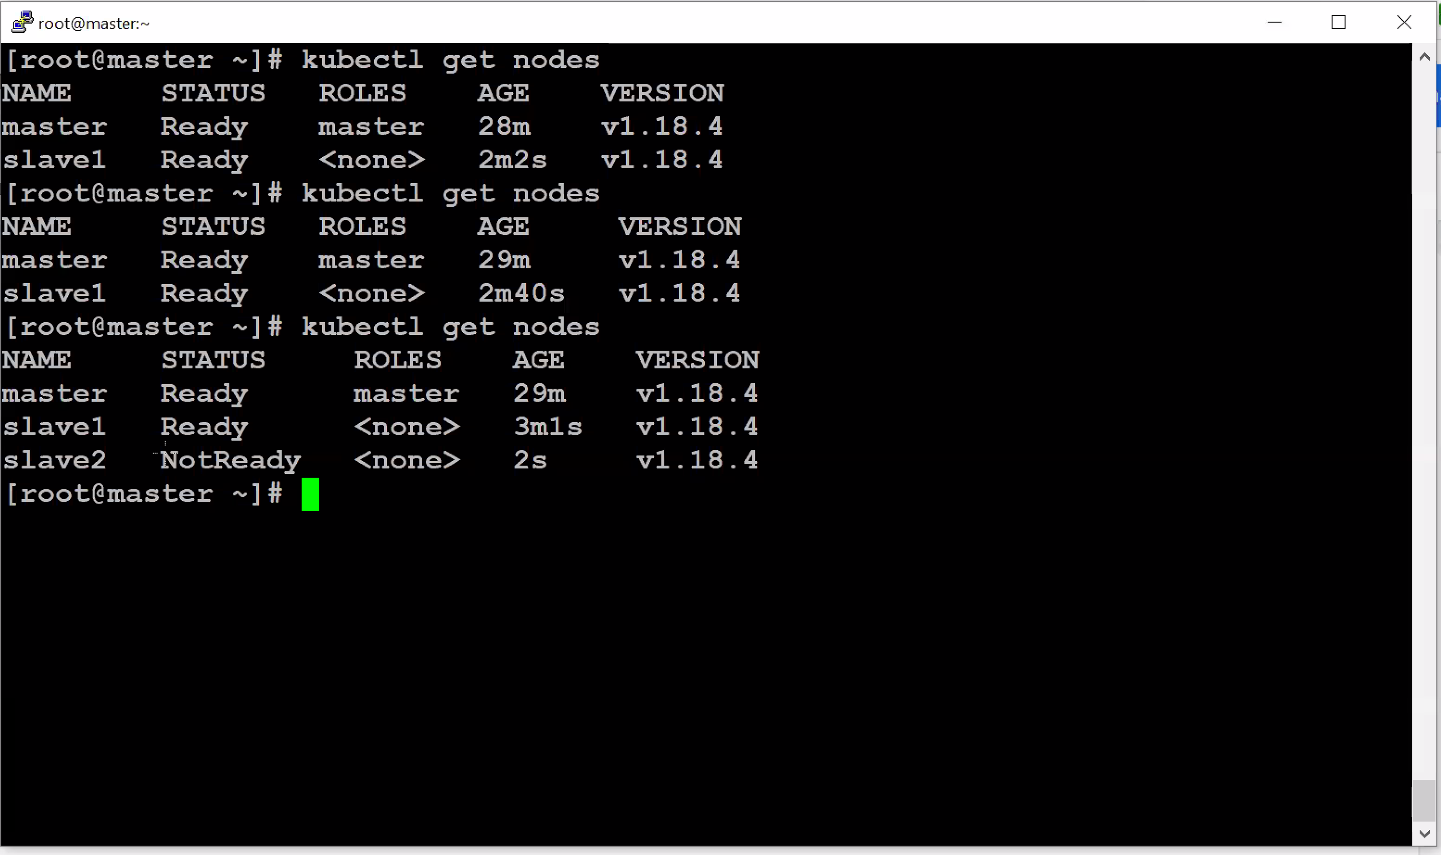 root@master:~
[root@master ~]# kubectl get nodes
NAME STATUS ROLES AGE VERSION
master Ready master 28m v1.18.4
slave1 Ready <none> 2m2s v1.18.4
[root@master ~]# kubectl get nodes
NAME STATUS ROLES AGE VERSION
master Ready master 29m v1.18.4
slave1 Ready <none> 2m40s v1.18.4
[root@master ~]# kubectl get nodes
NAME STATUS ROLES AGE VERSION
master Ready master 29m v1.18.4
slave1 Ready <none> 3m1s v1.18.4
slave2 NotReady <none> 2s v1.18.4
[root@master ~]#